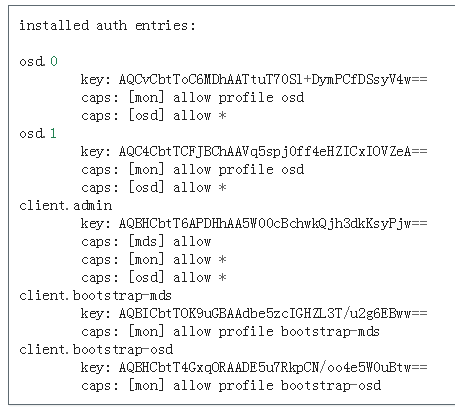 installed auth entries:
osd.0
key: AQCvCbtToC6MDhAATtuT70Sl+DymPCfDSsyV4w==
caps: [mon] allow profile osd
caps: [osd] allow *
osd.1
key: AQC4CbtTCFJBChAAVq5spj0ff4eHZICxIOVZeA==
caps: [mon] allow profile osd
caps: [osd] allow *
client.admin
key: AQBHCbtT6APDHhAA5W00cBchwkQjh3dkKsyPjw==
caps: [mds] allow
caps: [mon] allow *
caps: [osd] allow *
client.bootstrap-mds
key: AQBICbtTOK9uGBAAdbe5zcIGHZL3T/u2g6EBww==
caps: [mon] allow profile bootstrap-mds
client.bootstrap-osd
key: AQBHCbtT4GxqORAADE5u7RkpCN/oo4e5W0uBtw==
caps: [mon] allow profile bootstrap-osd